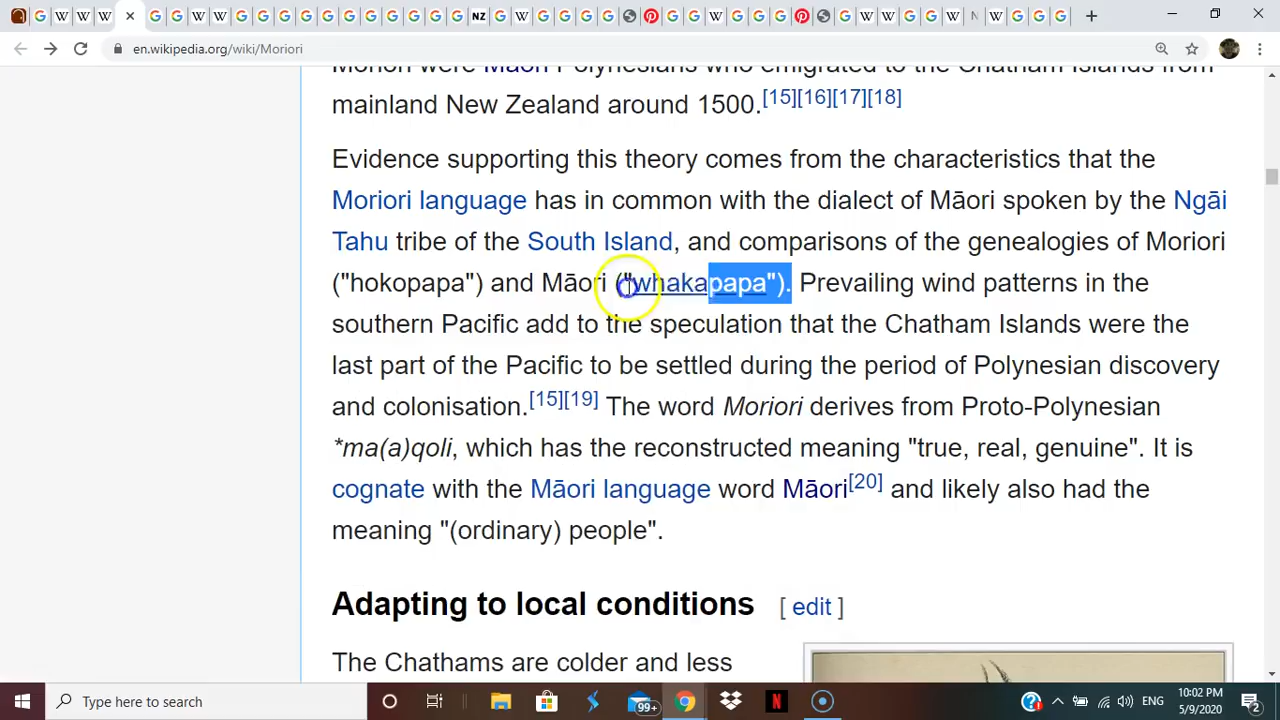 NZ
en.wikipedia.org/wiki/Moriori
Moriori were Māori Polynesians who emigrated to the Chatham Islands from
mainland New Zealand around 1500.[15][16][17][18]
Evidence supporting this theory comes from the characteristics that the
Moriori language has in common with the dialect of Māori spoken by the Ngāi
Tahu tribe of the South Island, and comparisons of the genealogies of Moriori
("hokopapa") and Māori ("whakapapa"). Prevailing wind patterns in the
southern Pacific add to the speculation that the Chatham Islands were the
last part of the Pacific to be settled during the period of Polynesian discovery
and colonisation.[15][19] The word Moriori derives from Proto-Polynesian
*ma(a)qoli, which has the reconstructed meaning "true, real, genuine". It is
cognate with the Māori language word Māori[20] and likely also had the
meaning "(ordinary) people".
Adapting to local conditions [ edit ]
The Chathams are colder and less
Type here to search
99+
N
ENG
10:02 PM
5/9/2020
2